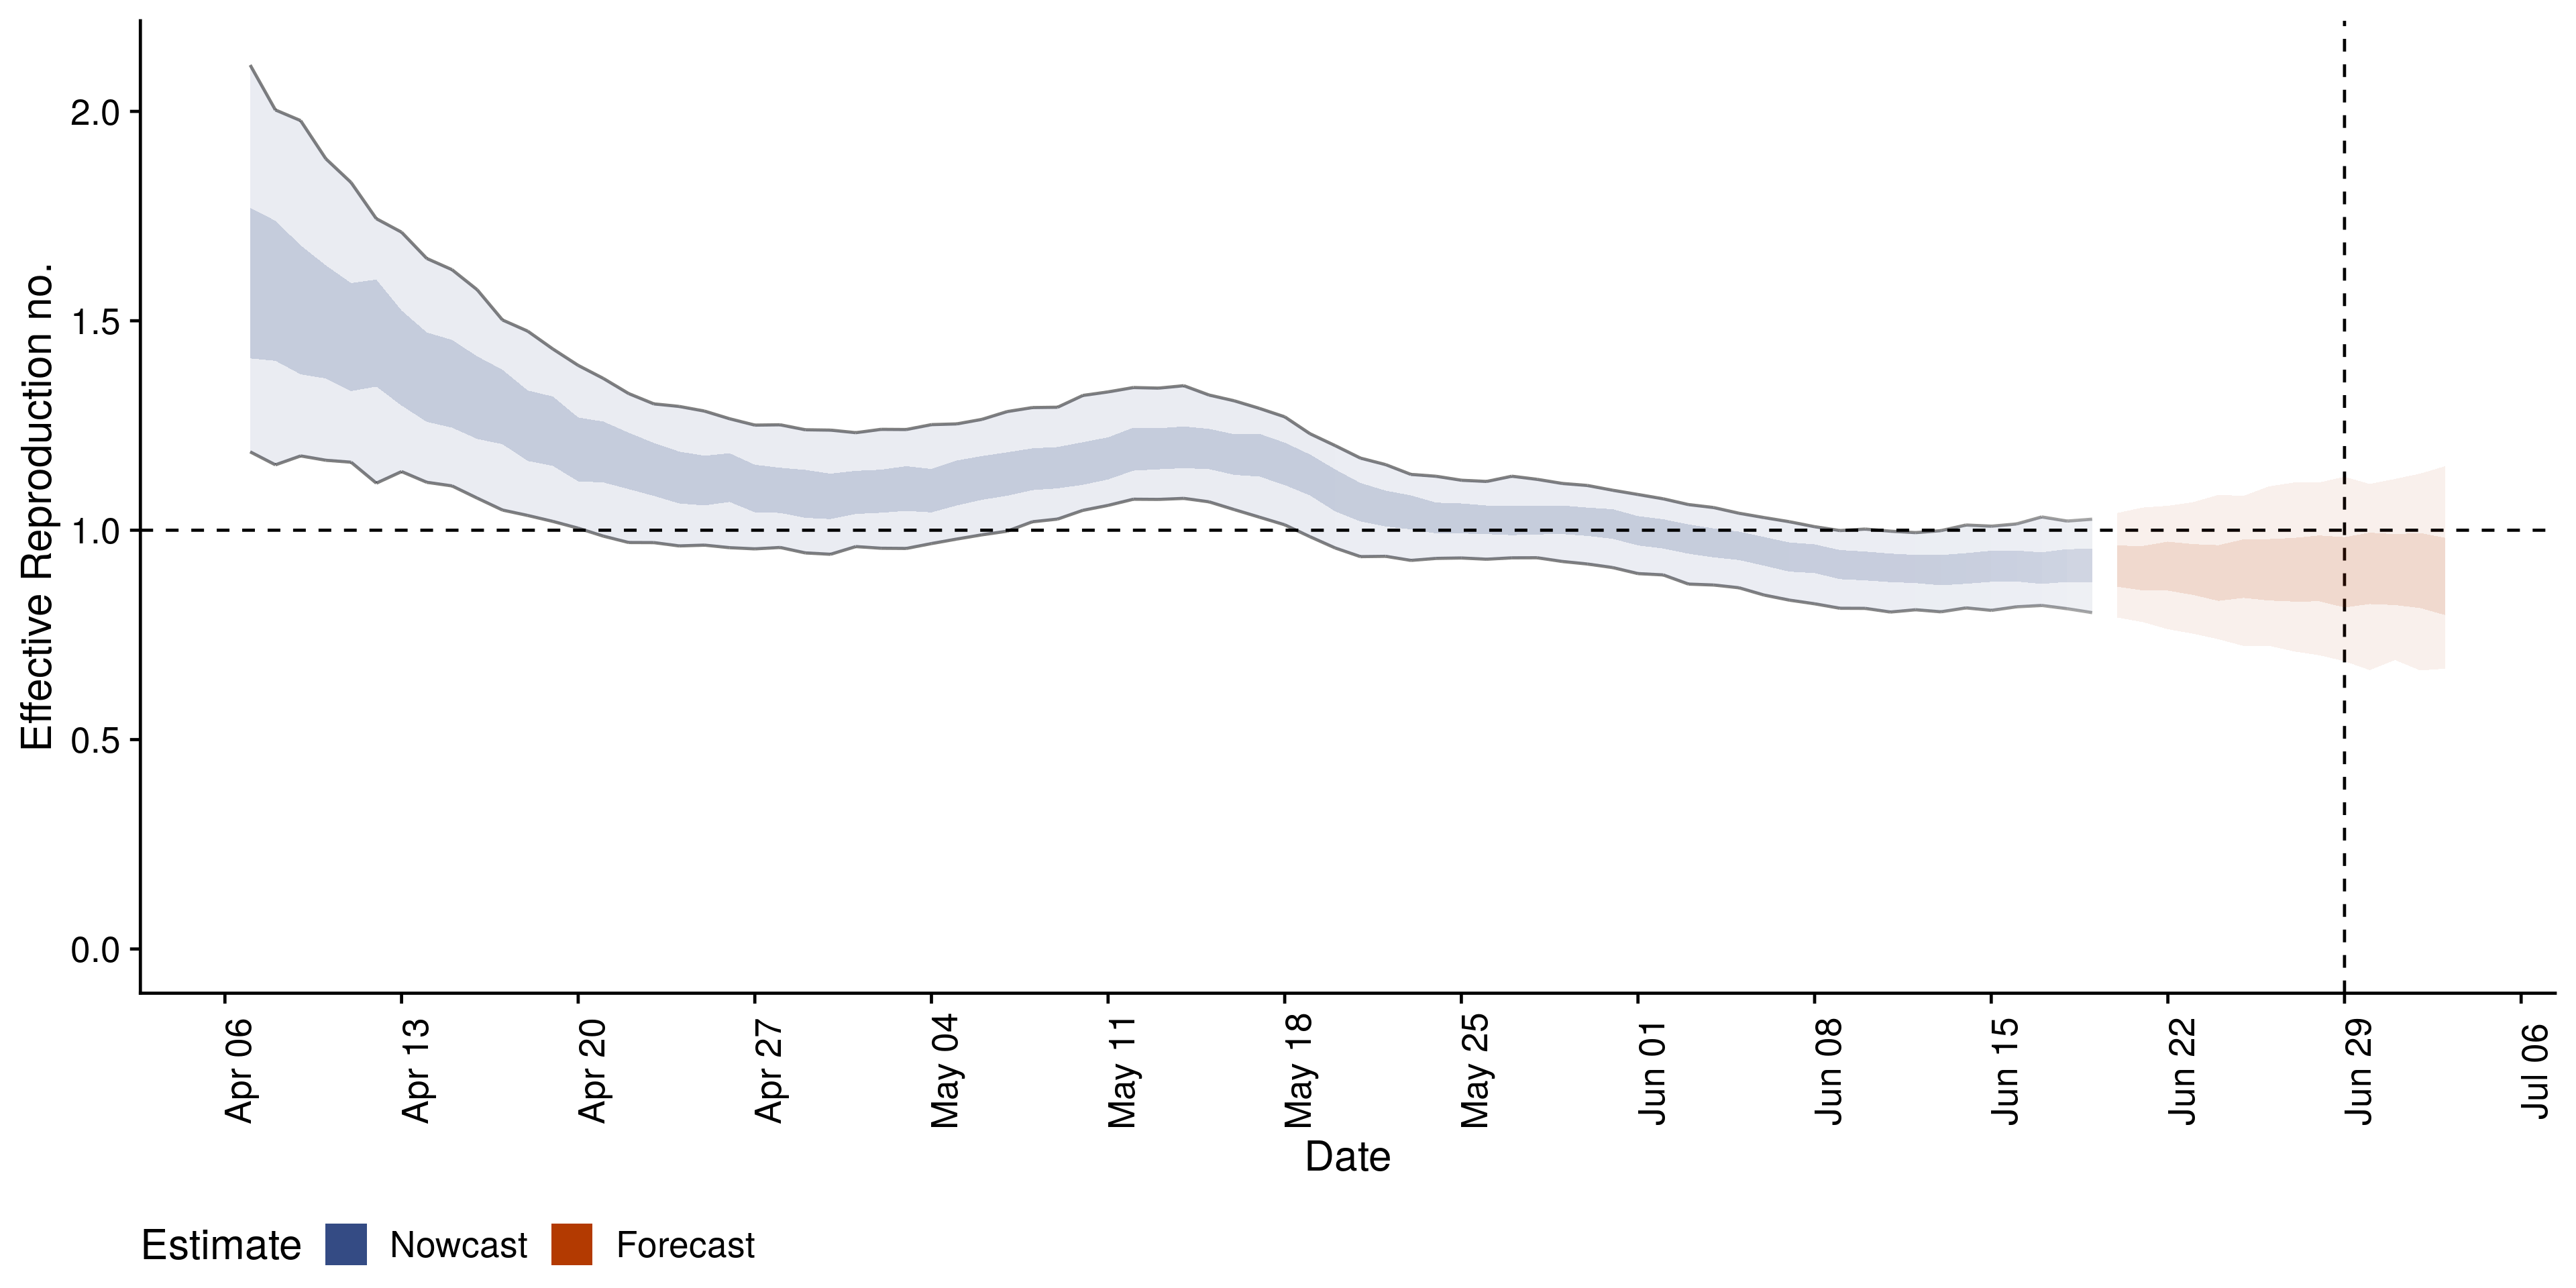 Effective Reproduction no.
2.0
1.5
1.0
0.5
0.0
Apr 06
Apr 13
Apr 20
Apr 27
May 04
May 11
May 18
May 25
Jun 01
Jun 08
Jun 15
Jun 22
Jun 29
Jul 06
Date
Estimate Nowcast Forecast